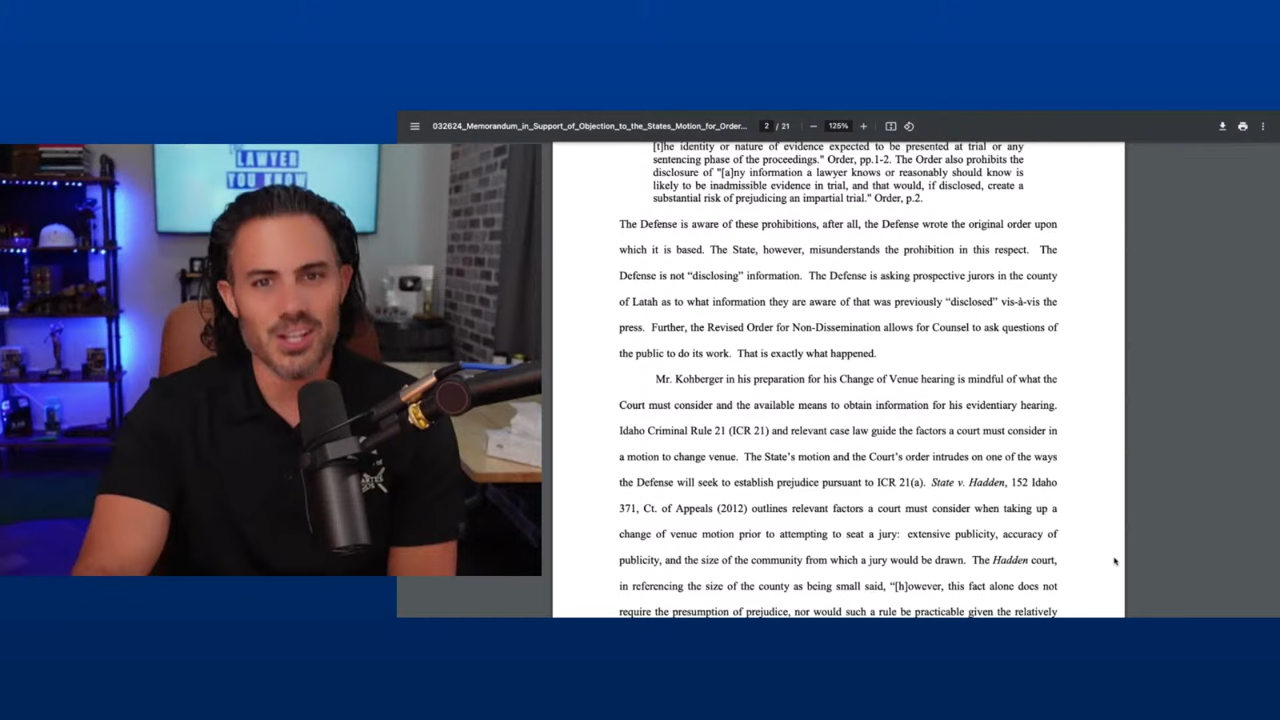 LAWYER
YOU KNOW
032624_Memorandum_in_Support_of_Objection_to_the_States_Motion_for_Order...
2 / 21
125%
[t]he identity or nature of evidence expected to be presented at trial or any
sentencing phase of the proceedings." Order, pp.1-2. The Order also prohibits the
disclosure of "[a]ny information a lawyer knows or reasonably should know is
likely to be inadmissible evidence in trial, and that would, if disclosed, create a
substantial risk of prejudicing an impartial trial." Order, p.2.
The Defense is aware of these prohibitions, after all, the Defense wrote the original order upon
which it is based. The State, however, misunderstands the prohibition in this respect. The
Defense is not “disclosing” information. The Defense is asking prospective jurors in the county
of Latah as to what information they are aware of that was previously “disclosed” vis-à-vis the
press. Further, the Revised Order for Non-Dissemination allows for Counsel to ask questions of
the public to do its work. That is exactly what happened.
Mr. Kohberger in his preparation for his Change of Venue hearing is mindful of what the
Court must consider and the available means to obtain information for his evidentiary hearing.
Idaho Criminal Rule 21 (ICR 21) and relevant case law guide the factors a court must consider in
a motion to change venue. The State’s motion and the Court’s order intrudes on one of the ways
the Defense will seek to establish prejudice pursuant to ICR 21(a). State v. Hadden, 152 Idaho
371, Ct. of Appeals (2012) outlines relevant factors a court must consider when taking up a
change of venue motion prior to attempting to seat a jury: extensive publicity, accuracy of
publicity, and the size of the community from which a jury would be drawn. The Hadden court,
in referencing the size of the county as being small said, “[h]owever, this fact alone does not
require the presumption of prejudice, nor would such a rule be practicable given the relatively